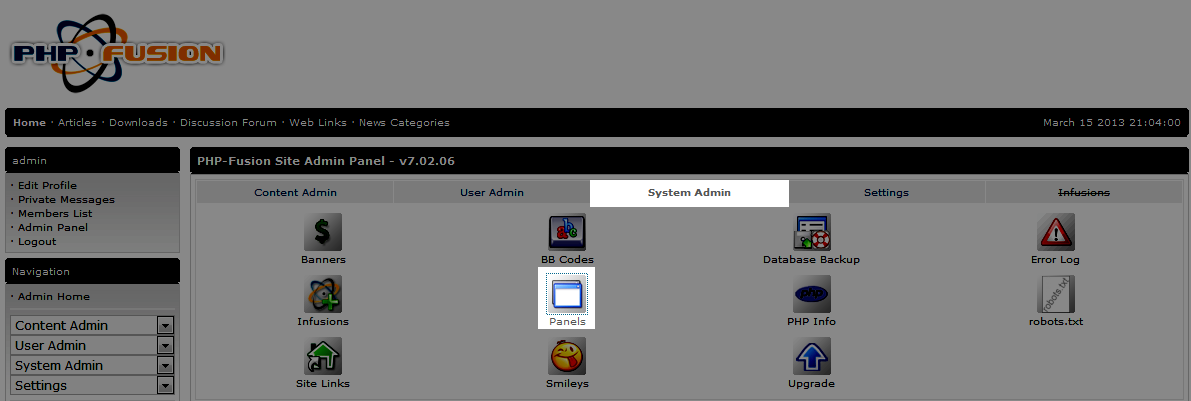 PHP·FUSION
Home · Articles · Downloads · Discussion Forum · Web Links · News Categories
March 15 2013 21:04:00
admin
· Edit Profile
· Private Messages
· Members List
· Admin Panel
· Logout
Navigation
· Admin Home
Content Admin
User Admin
System Admin
Settings
PHP-Fusion Site Admin Panel - v7.02.06
Content Admin User Admin System Admin Settings Infusions
$
Banners BB Codes Database Backup Error Log
php robots.txt
Infusions Panels PHP Info robots.txt
Site Links Smileys Upgrade